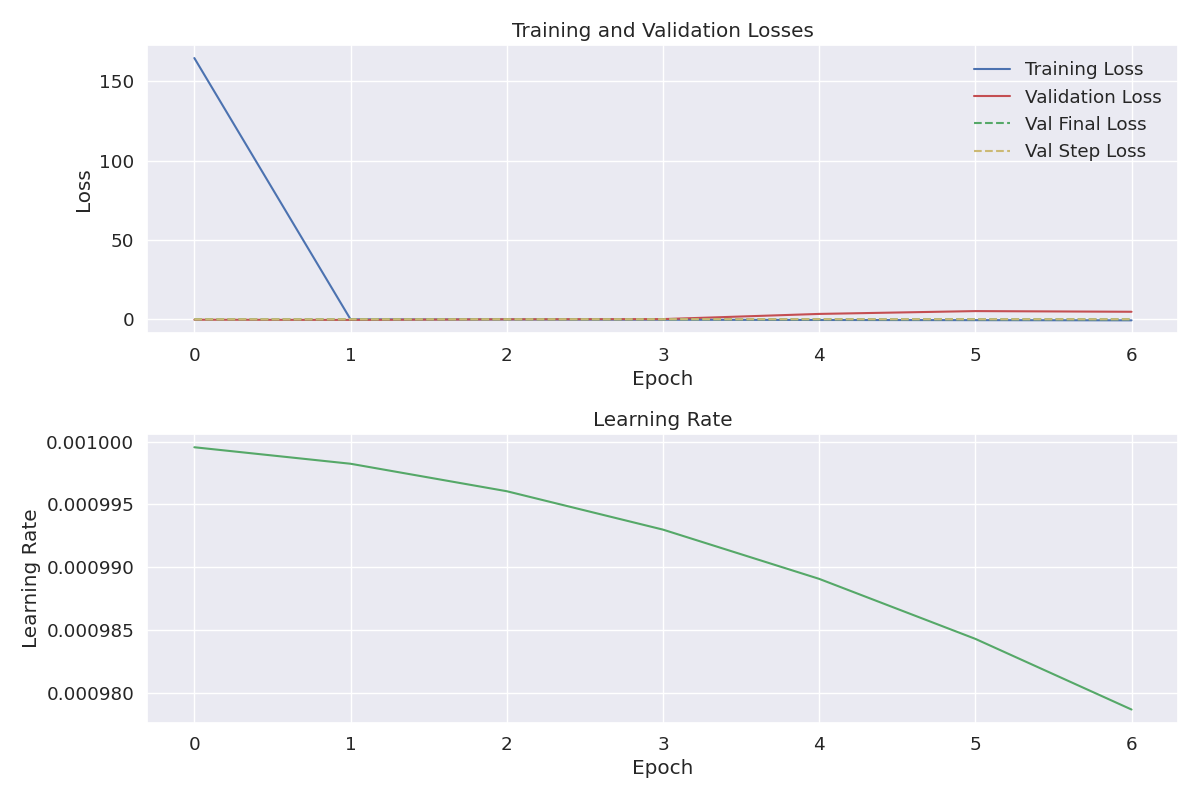 Training and Validation Losses
Training Loss
Validation Loss
Val Final Loss
Val Step Loss
Loss
150
100
50
0
0 1 2 3 4 5 6
Epoch
Learning Rate
Learning Rate
0.001000
0.000995
0.000990
0.000985
0.000980
0 1 2 3 4 5 6
Epoch